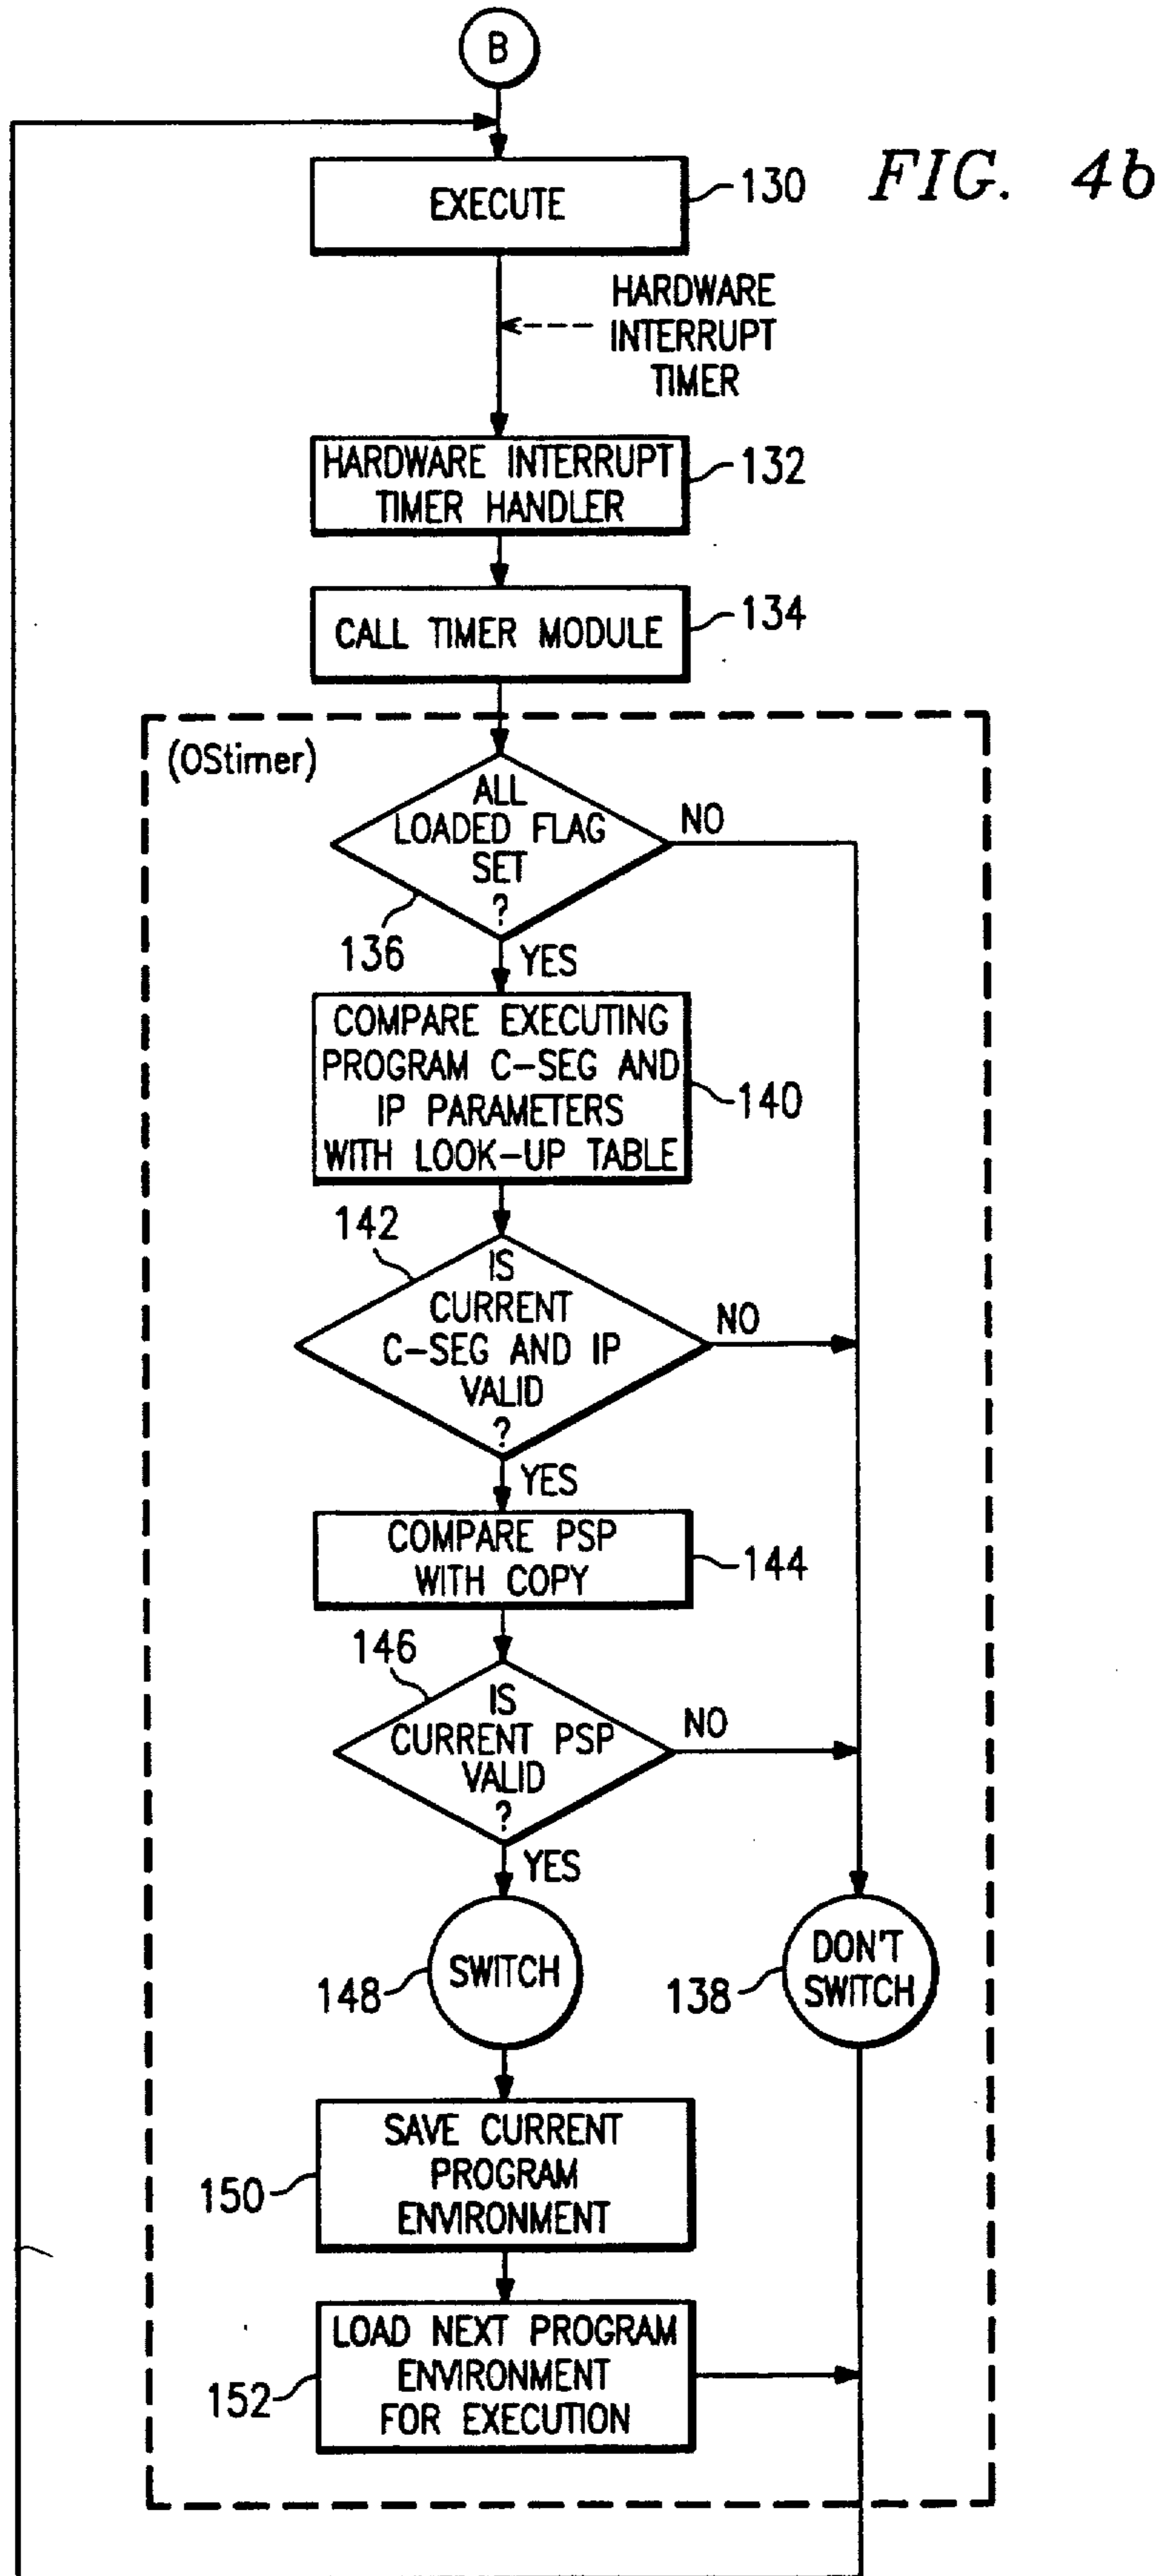 B
FIG. 4b
EXECUTE
130
HARDWARE
INTERRUPT
TIMER
HARDWARE INTERRUPT
TIMER HANDLER
132
CALL TIMER MODULE
134
(OStimer)
ALL
LOADED FLAG
SET
?
NO
136
YES
COMPARE EXECUTING
PROGRAM C-SEG AND
IP PARAMETERS
WITH LOOK-UP TABLE
140
142
IS
CURRENT
C-SEG AND IP
VALID
?
NO
YES
COMPARE PSP
WITH COPY
144
146
IS
CURRENT PSP
VALID
?
NO
YES
SWITCH
148
DON'T
SWITCH
138
SAVE CURRENT
PROGRAM
ENVIRONMENT
150
LOAD NEXT PROGRAM
ENVIRONMENT
FOR EXECUTION
152